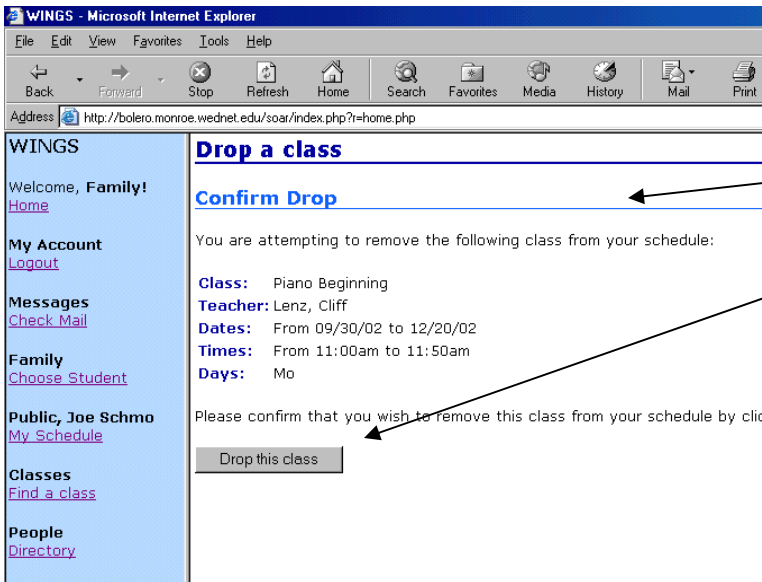 WINGS - Microsoft Internet Explorer
File Edit View Favorites Tools Help
Back Forward Stop Refresh Home Search Favorites Media History Mail Print
Address http://bolero.monroe.wednet.edu/soar/index.php?r=home.php
WINGS
Welcome, Family!
Home
My Account
Logout
Messages
Check Mail
Family
Choose Student
Public, Joe Schmo
My Schedule
Classes
Find a class
People
Directory
Drop a class
Confirm Drop
You are attempting to remove the following class from your schedule:
Class: Piano Beginning
Teacher: Lenz, Cliff
Dates: From 09/30/02 to 12/20/02
Times: From 11:00am to 11:50am
Days: Mo
Please confirm that you wish to remove this class from your schedule by clic
Drop this class